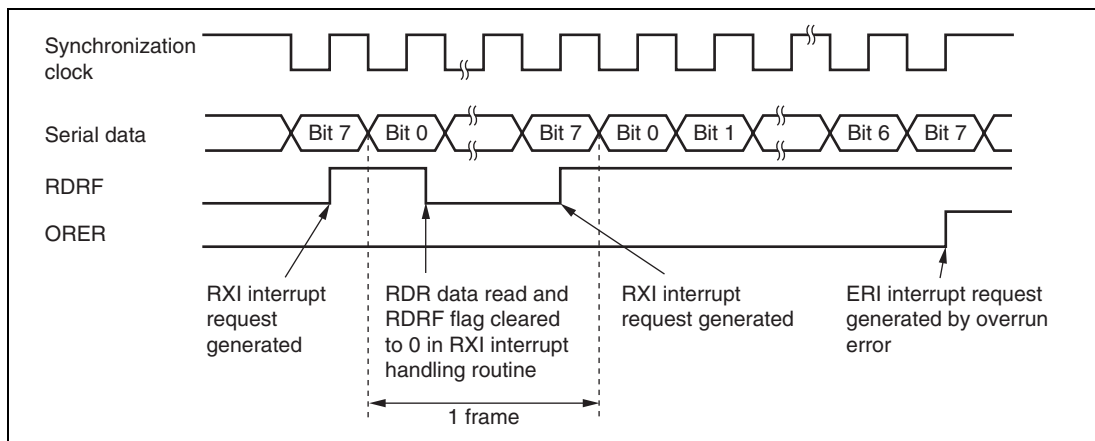 Synchronization
clock
Serial data
Bit 7
Bit 0
Bit 7
Bit 0
Bit 1
Bit 6
Bit 7
RDRF
ORER
RXI interrupt
request
generated
RDR data read and
RDRF flag cleared
to 0 in RXI interrupt
handling routine
RXI interrupt
request generated
ERI interrupt request
generated by overrun
error
1 frame